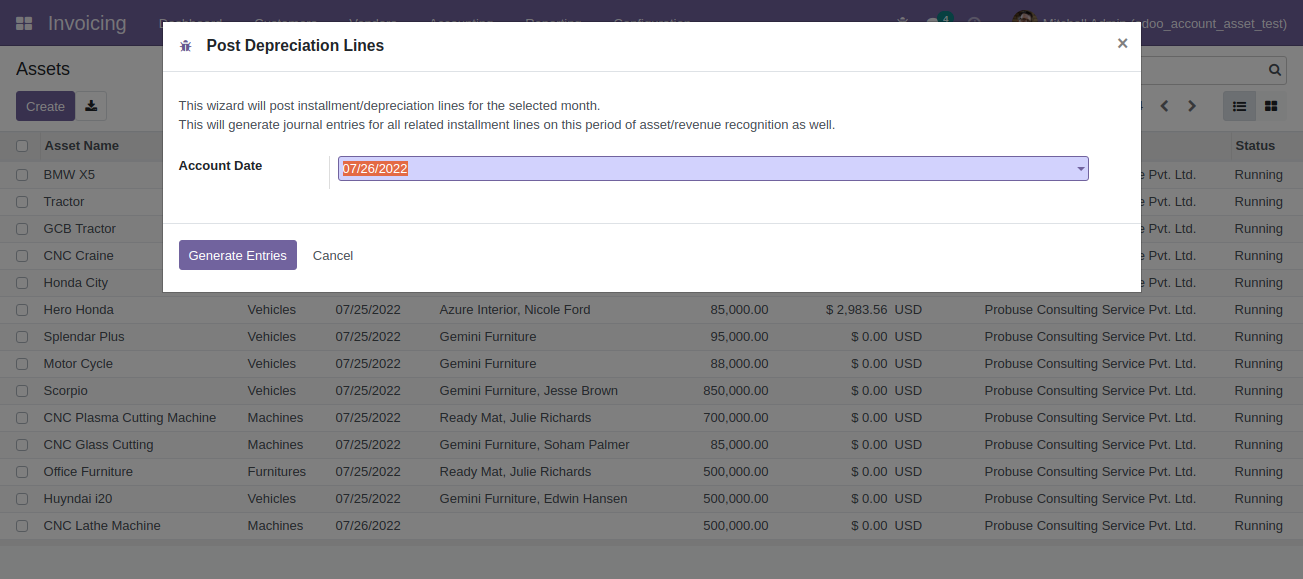 Invoicing
Mitchell Admin (odoo_account_asset_test)
4
Post Depreciation Lines
×
Assets
Create
This wizard will post installment/depreciation lines for the selected month.
This will generate journal entries for all related installment lines on this period of asset/revenue recognition as well.
Account Date 07/26/2022
Generate Entries Cancel
Asset Name Status
BMW X5 Service Pvt. Ltd. Running
Tractor Pvt. Ltd. Running
GCB Tractor Pvt. Ltd. Running
CNC Craine Pvt. Ltd. Running
Honda City Pvt. Ltd. Running
Hero Honda Vehicles 07/25/2022 Azure Interior, Nicole Ford 85,000.00 $ 2,983.56 USD Probuse Consulting Service Pvt. Ltd. Running
Splendar Plus Vehicles 07/25/2022 Gemini Furniture 95,000.00 $ 0.00 USD Probuse Consulting Service Pvt. Ltd. Running
Motor Cycle Vehicles 07/25/2022 Gemini Furniture 88,000.00 $ 0.00 USD Probuse Consulting Service Pvt. Ltd. Running
Scorpio Vehicles 07/25/2022 Gemini Furniture, Jesse Brown 850,000.00 $ 0.00 USD Probuse Consulting Service Pvt. Ltd. Running
CNC Plasma Cutting Machine Machines 07/25/2022 Ready Mat, Julie Richards 700,000.00 $ 0.00 USD Probuse Consulting Service Pvt. Ltd. Running
CNC Glass Cutting Machines 07/25/2022 Gemini Furniture, Soham Palmer 85,000.00 $ 0.00 USD Probuse Consulting Service Pvt. Ltd. Running
Office Furniture Furnitures 07/25/2022 Ready Mat, Julie Richards 500,000.00 $ 0.00 USD Probuse Consulting Service Pvt. Ltd. Running
Huyndai i20 Vehicles 07/25/2022 Gemini Furniture, Edwin Hansen 500,000.00 $ 0.00 USD Probuse Consulting Service Pvt. Ltd. Running
CNC Lathe Machine Machines 07/26/2022 500,000.00 $ 0.00 USD Probuse Consulting Service Pvt. Ltd. Running